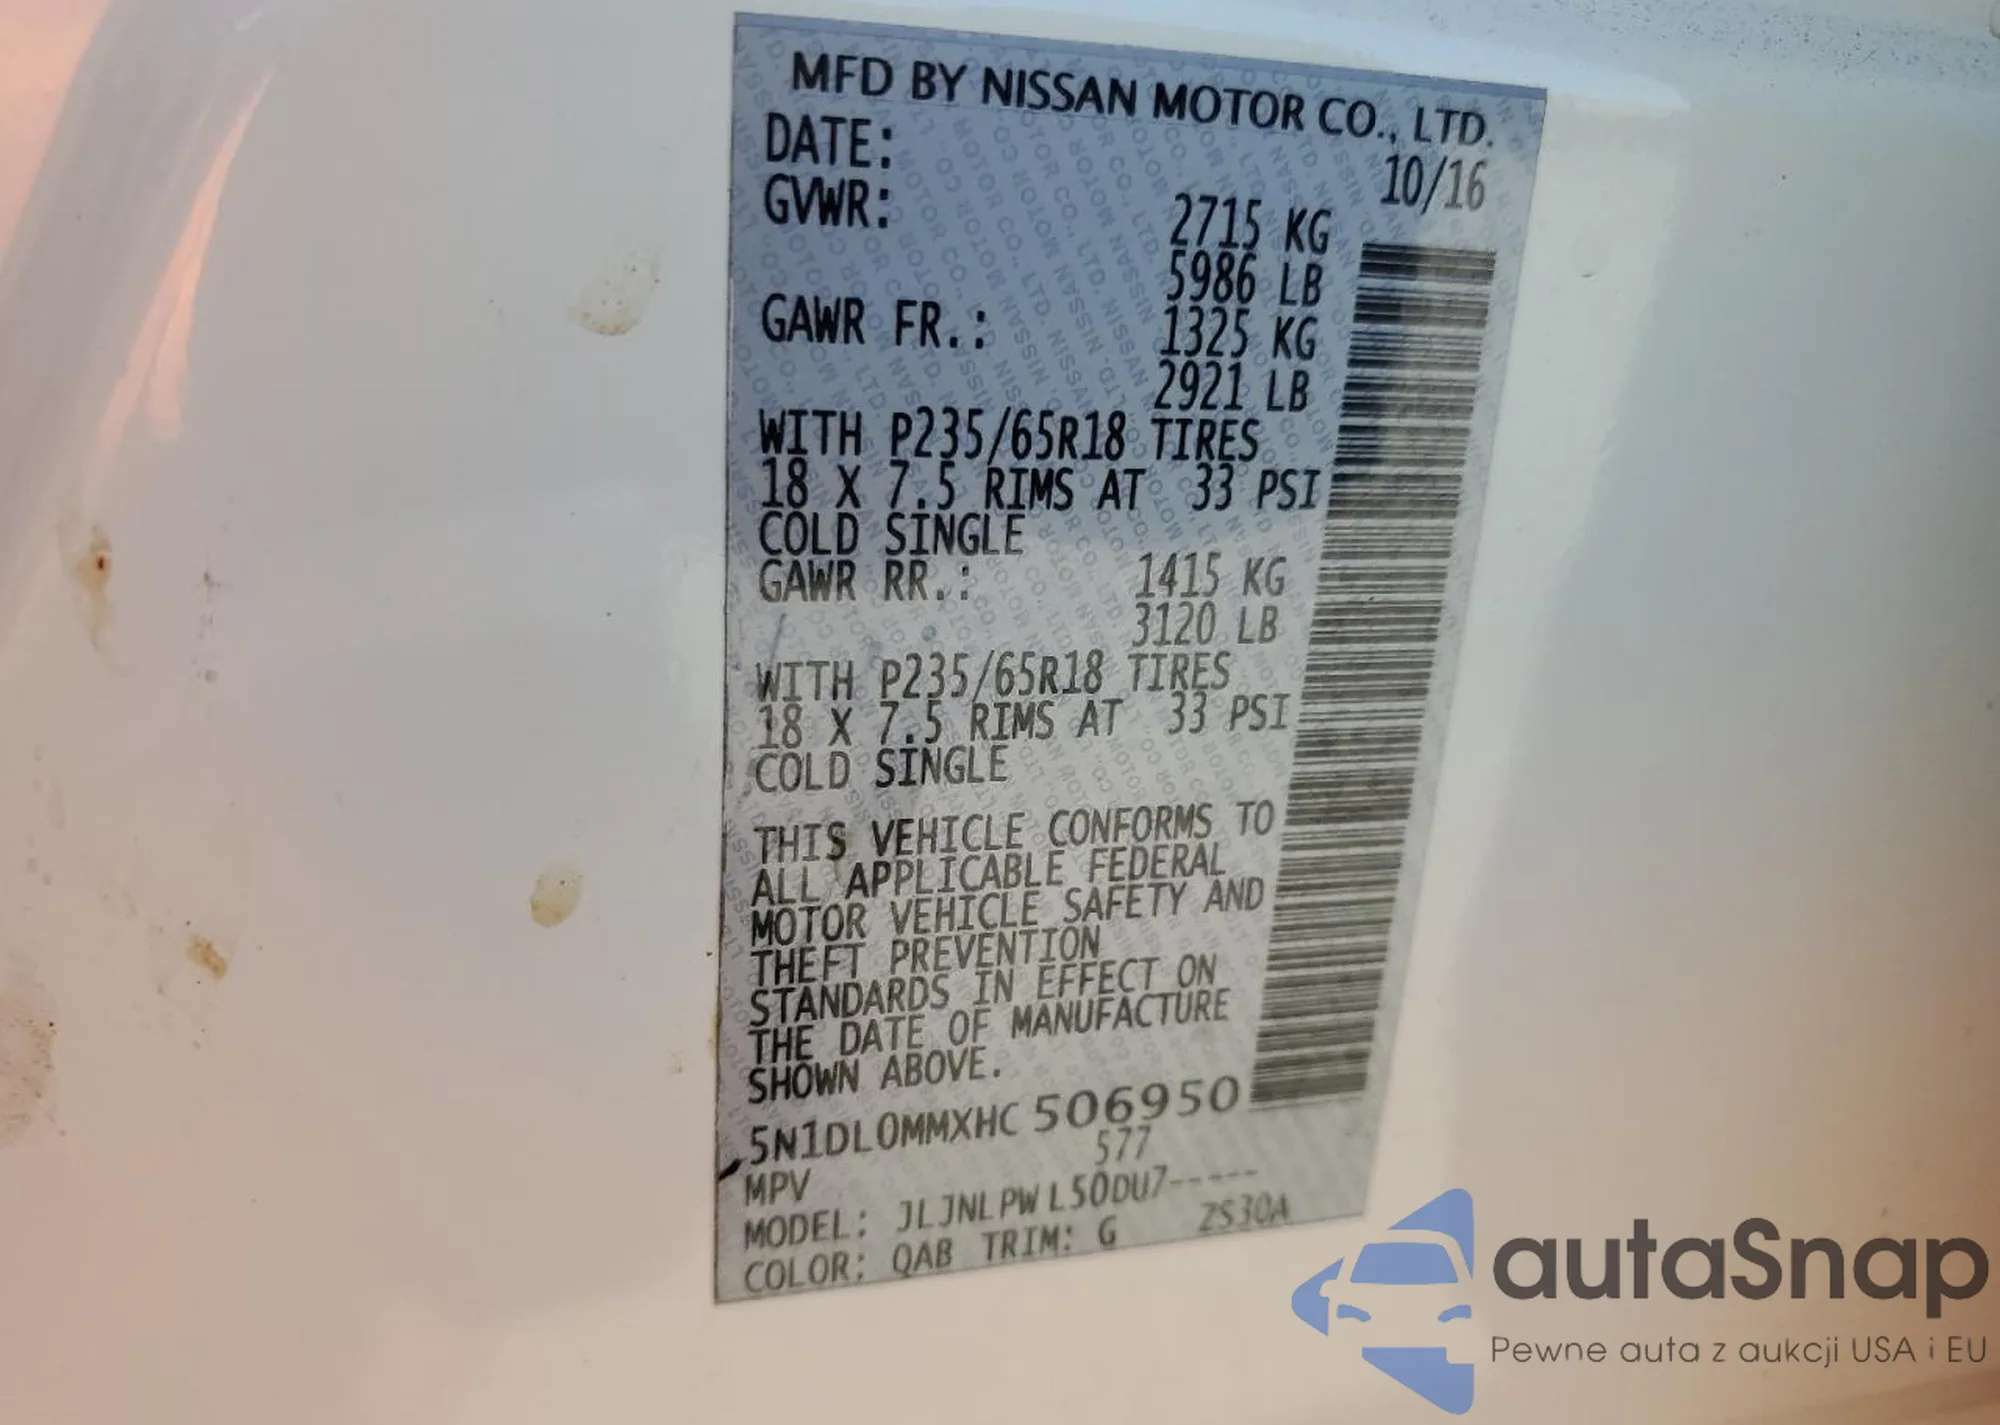 MFD BY NISSAN MOTOR CO., LTD.
DATE: 10/16
GVWR: 2715 KG
5986 LB
GAWR FR.: 1325 KG
2921 LB
WITH P235/65R18 TIRES
18 X 7.5 RIMS AT 33 PSI
COLD SINGLE
GAWR RR.: 1415 KG
3120 LB
WITH P235/65R18 TIRES
18 X 7.5 RIMS AT 33 PSI
COLD SINGLE
THIS VEHICLE CONFORMS TO
ALL APPLICABLE FEDERAL
MOTOR VEHICLE SAFETY AND
THEFT PREVENTION
STANDARDS IN EFFECT ON
THE DATE OF MANUFACTURE
SHOWN ABOVE.
5N1DL0MMXHC 506950
577
MPV
MODEL: JLJNLPW L50DU7-----
COLOR: QAB TRIM: G ZS30A
autaSnap
Pewne auta z aukcji USA i EU